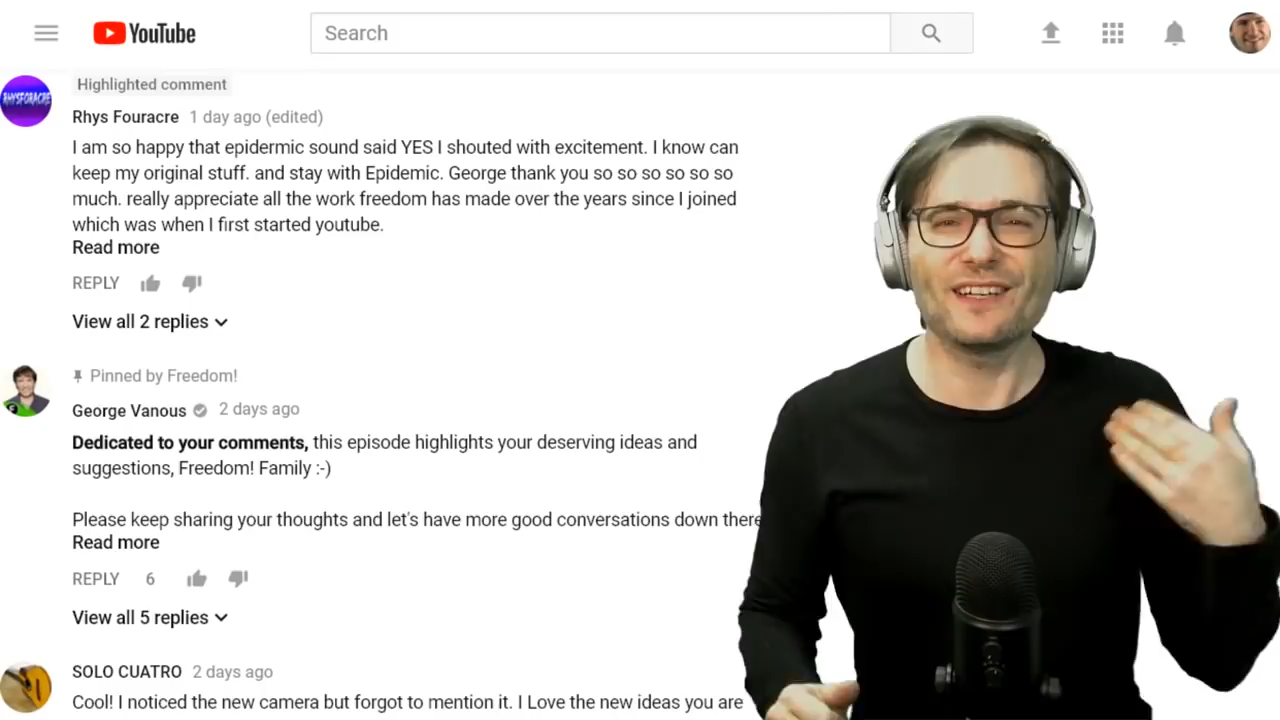 YouTube
Search
RHYSFORACRE
Highlighted comment
Rhys Fouracre 1 day ago (edited)
I am so happy that epidermic sound said YES I shouted with excitement. I know can
keep my original stuff. and stay with Epidemic. George thank you so so so so so so
much. really appreciate all the work freedom has made over the years since I joined
which was when I first started youtube.
Read more
REPLY
View all 2 replies
Pinned by Freedom!
George Vanous 2 days ago
Dedicated to your comments, this episode highlights your deserving ideas and
suggestions, Freedom! Family :-)
Please keep sharing your thoughts and let's have more good conversations down there
Read more
REPLY 6
View all 5 replies
SOLO CUATRO 2 days ago
Cool! I noticed the new camera but forgot to mention it. I Love the new ideas you are